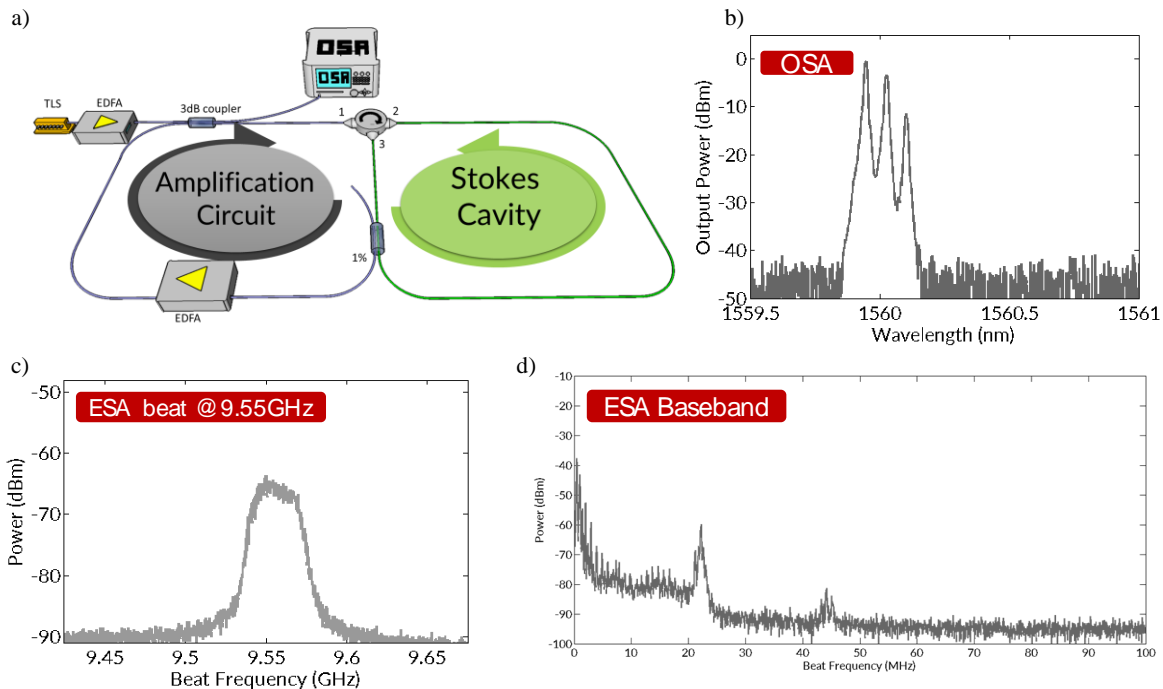 a)
OSA
OSA
TLS
EDFA
3dB coupler
1
2
3
Amplification
Circuit
Stokes
Cavity
1%
EDFA
b)
OSA
Output Power (dBm)
0
-10
-20
-30
-40
-50
1559.5
1560
1560.5
1561
Wavelength (nm)
c)
ESA beat @9.55GHz
Power (dBm)
-50
-60
-70
-80
-90
9.45
9.5
9.55
9.6
9.65
Beat Frequency (GHz)
d)
ESA Baseband
Power (dBm)
-10
-20
-30
-40
-50
-60
-70
-80
-90
-100
0
10
20
30
40
50
60
70
80
90
100
Beat Frequency (MHz)